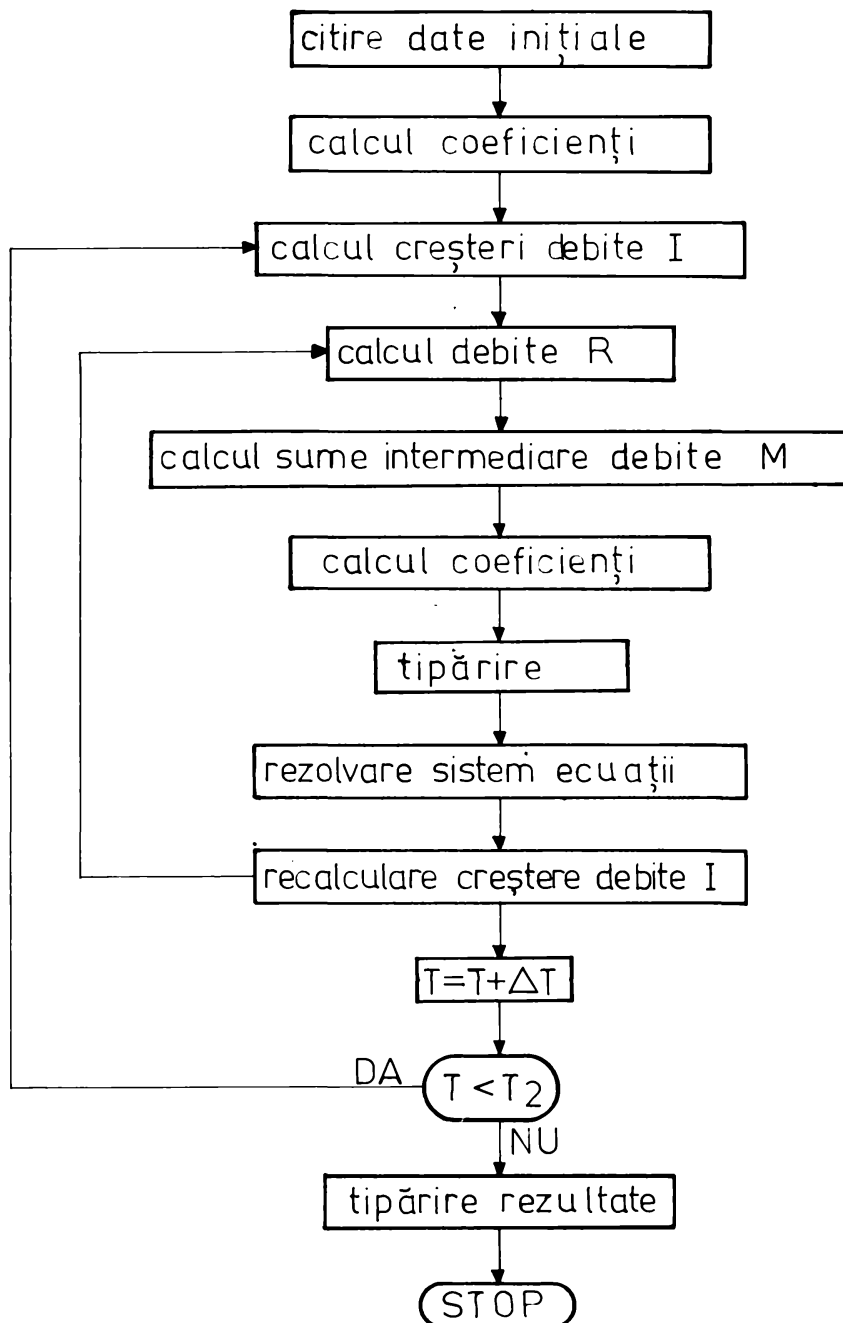 citire date inițiale
calcul coeficienți
calcul creșteri debite I
calcul debite R
calcul sume intermediare debite M
calcul coeficienți
tipărire
rezolvare sistem ecuații
recalculare creștere debite I
T=T+△T
DA
T<T2
NU
tipărire rezultate
STOP